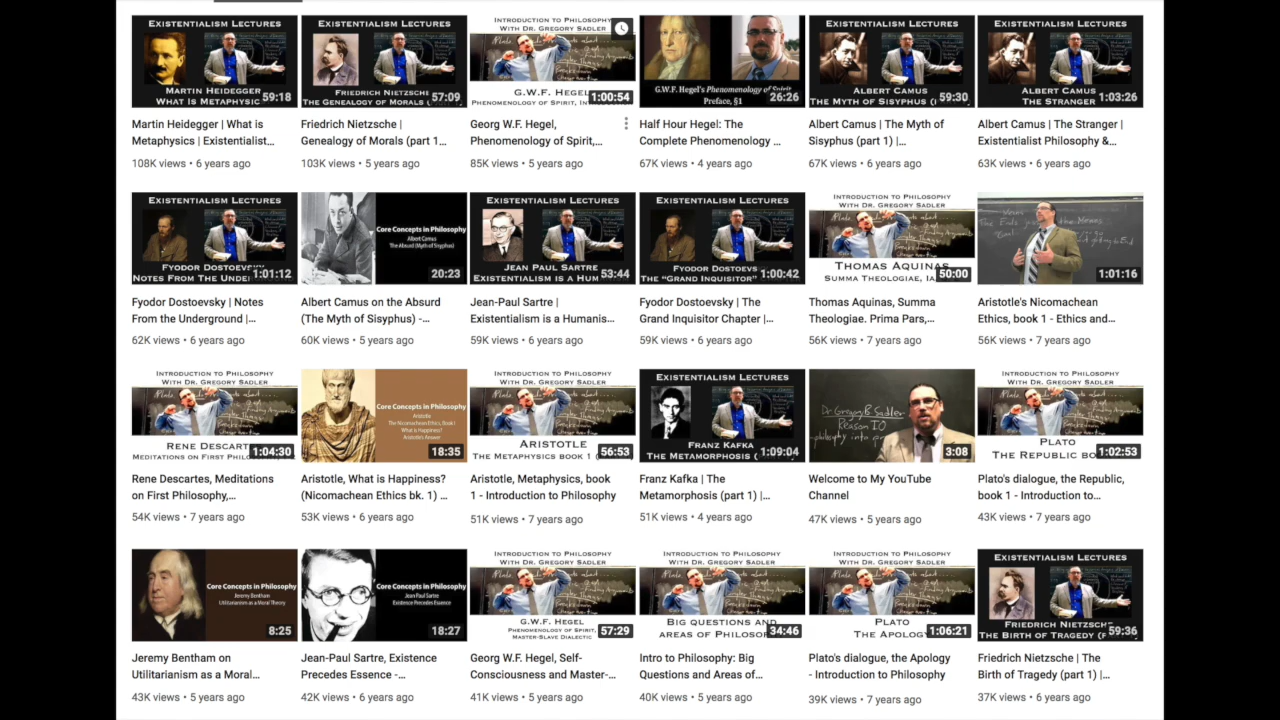 EXISTENTIALISM LECTURES
MARTIN HEIDEGGER
WHAT IS METAPHYSIC
59:18
Martin Heidegger | What is
Metaphysics | Existentialist...
108K views • 6 years ago
EXISTENTIALISM LECTURES
FRIEDRICH NIETZSCHE
THE GENEALOGY OF MORALS (
57:09
Friedrich Nietzsche |
Genealogy of Morals (part 1...
103K views • 5 years ago
INTRODUCTION TO PHILOSOPHY
WITH DR. GREGORY SADLER
G.W.F. HEGEL
PHENOMENOLOGY OF SPIRIT,
1:00:54
Georg W.F. Hegel,
Phenomenology of Spirit,...
85K views • 5 years ago
G.W.F. Hegel's Phenomenology of Spirit
Preface, §1
26:26
Half Hour Hegel: The
Complete Phenomenology ...
67K views • 4 years ago
EXISTENTIALISM LECTURES
ALBERT CAMUS
THE MYTH OF SISYPHUS (
59:30
Albert Camus | The Myth of
Sisyphus (part 1) |...
67K views • 6 years ago
EXISTENTIALISM LECTURES
ALBERT CAMUS
THE STRANGER
1:03:26
Albert Camus | The Stranger |
Existentialist Philosophy &...
63K views • 6 years ago
EXISTENTIALISM LECTURES
FYODOR DOSTOEVSKY
NOTES FROM THE UNDE
1:01:12
Fyodor Dostoevsky | Notes
From the Underground |...
62K views • 6 years ago
Core Concepts in Philosophy
Albert Camus
The Absurd (Myth of Sisyphus)
20:23
Albert Camus on the Absurd
(The Myth of Sisyphus) -...
60K views • 5 years ago
EXISTENTIALISM LECTURES
JEAN PAUL SARTRE
EXISTENTIALISM IS A HUM
53:44
Jean-Paul Sartre |
Existentialism is a Humanis...
59K views • 6 years ago
EXISTENTIALISM LECTURES
FYODOR DOSTOEVS
THE "GRAND INQUISITOR"
1:00:42
Fyodor Dostoevsky | The
Grand Inquisitor Chapter |...
59K views • 6 years ago
INTRODUCTION TO PHILOSOPHY
WITH DR. GREGORY SADLER
THOMAS AQUINAS
SUMMA THEOLOGIAE, IA
50:00
Thomas Aquinas, Summa
Theologiae. Prima Pars,...
56K views • 7 years ago
1:01:16
Aristotle's Nicomachean
Ethics, book 1 - Ethics and...
56K views • 7 years ago
INTRODUCTION TO PHILOSOPHY
WITH DR. GREGORY SADLER
RENE DESCART
MEDITATIONS ON FIRST PHILO
1:04:30
Rene Descartes, Meditations
on First Philosophy,...
54K views • 7 years ago
Core Concepts in Philosophy
Aristotle
The Nicomachean Ethics, Book I
What is Happiness?
Aristotle's Answer
18:35
Aristotle, What is Happiness?
(Nicomachean Ethics bk. 1) ...
53K views • 6 years ago
INTRODUCTION TO PHILOSOPHY
WITH DR. GREGORY SADLER
ARISTOTLE
THE METAPHYSICS BOOK 1 (
56:53
Aristotle, Metaphysics, book
1 - Introduction to Philosophy
51K views • 7 years ago
EXISTENTIALISM LECTURES
FRANZ KAFKA
THE METAMORPHOSIS (
1:09:04
Franz Kafka | The
Metamorphosis (part 1) |...
51K views • 4 years ago
Dr Gregory B Sadler
Reason IO
philosophy into pr
3:08
Welcome to My YouTube
Channel
47K views • 5 years ago
INTRODUCTION TO PHILOSOPHY
WITH DR. GREGORY SADLER
PLATO
THE REPUBLIC BO
1:02:53
Plato's dialogue, the Republic,
book 1 - Introduction to...
43K views • 7 years ago
Core Concepts in Philosophy
Jeremy Bentham
Utilitarianism as a Moral Theory
8:25
Jeremy Bentham on
Utilitarianism as a Moral...
43K views • 5 years ago
Core Concepts in Philosophy
Jean Paul Sartre
Existence Precedes Essence
18:27
Jean-Paul Sartre, Existence
Precedes Essence -...
42K views • 6 years ago
INTRODUCTION TO PHILOSOPHY
WITH DR. GREGORY SADLER
G.W.F. HEGEL
PHENOMENOLOGY OF SPIRIT,
MASTER-SLAVE DIALECTIC
57:29
Georg W.F. Hegel, Self-
Consciousness and Master-...
41K views • 5 years ago
INTRODUCTION TO PHILOSOPHY
WITH DR. GREGORY SADLER
BIG QUESTIONS AND
AREAS OF PHILOSO
34:46
Intro to Philosophy: Big
Questions and Areas of...
40K views • 5 years ago
INTRODUCTION TO PHILOSOPHY
WITH DR. GREGORY SADLER
PLATO
THE APOLOG
1:06:21
Plato's dialogue, the Apology
- Introduction to Philosophy
39K views • 7 years ago
EXISTENTIALISM LECTURES
FRIEDRICH NIETZSCHE
THE BIRTH OF TRAGEDY (
59:36
Friedrich Nietzsche | The
Birth of Tragedy (part 1) |...
37K views • 6 years ago